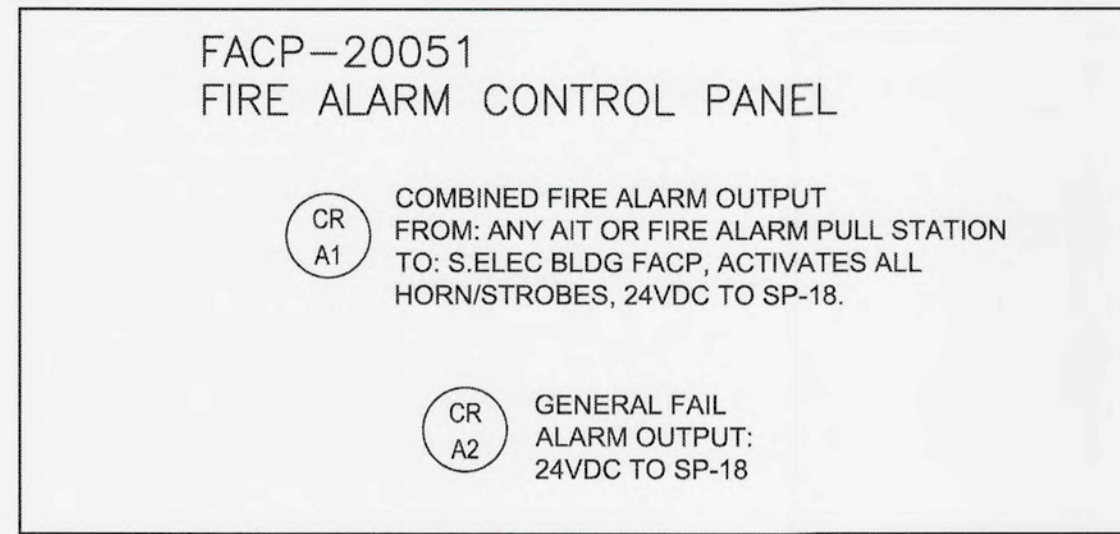 FACP-20051
FIRE ALARM CONTROL PANEL
CR
A1
COMBINED FIRE ALARM OUTPUT
FROM: ANY AIT OR FIRE ALARM PULL STATION
TO: S.ELEC BLDG FACP, ACTIVATES ALL
HORN/STROBES, 24VDC TO SP-18.
CR
A2
GENERAL FAIL
ALARM OUTPUT:
24VDC TO SP-18